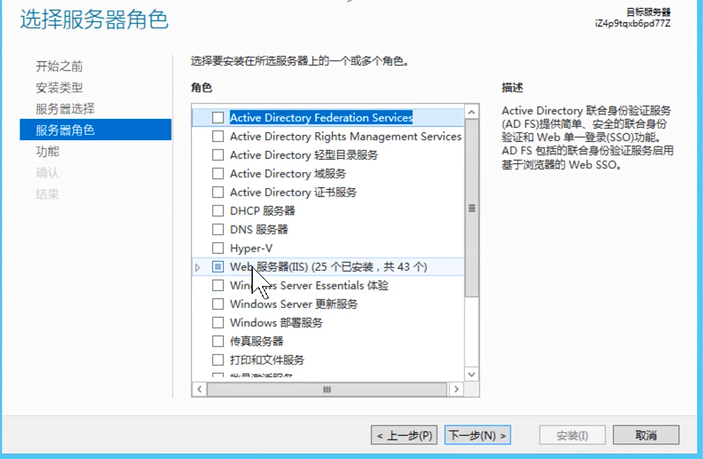 选择服务器角色
目标服务器
iZ4p9tqxb6pd77Z
开始之前
安装类型
服务器选择
服务器角色
功能
确认
结果
选择要安装在所选服务器上的一个或多个角色。
角色
Active Directory Federation Services
Active Directory Rights Management Services
Active Directory 轻型目录服务
Active Directory 域服务
Active Directory 证书服务
DHCP 服务器
DNS 服务器
Hyper-V
Web 服务器(IIS) (25 个已安装，共 43 个)
Windows Server Essentials 体验
Windows Server 更新服务
Windows 部署服务
传真服务器
打印和文件服务
批量激活服务
描述
Active Directory 联合身份验证服务
(AD FS)提供简单、安全的联合身份
验证和 Web 单一登录(SSO)功能。
AD FS 包括的联合身份验证服务启用
基于浏览器的 Web SSO。
< 上一步(P)
下一步(N) >
安装(I)
取消